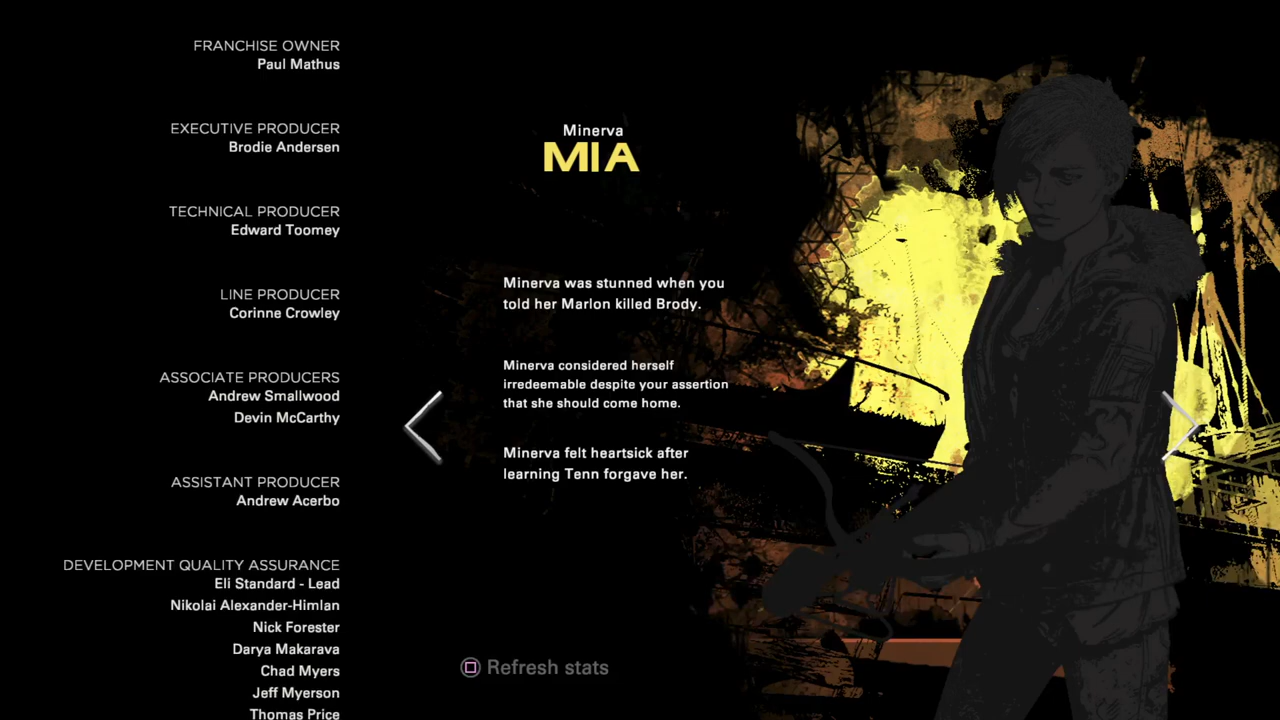 FRANCHISE OWNER
Paul Mathus
EXECUTIVE PRODUCER
Brodie Andersen
TECHNICAL PRODUCER
Edward Toomey
LINE PRODUCER
Corinne Crowley
ASSOCIATE PRODUCERS
Andrew Smallwood
Devin McCarthy
ASSISTANT PRODUCER
Andrew Acerbo
DEVELOPMENT QUALITY ASSURANCE
Eli Standard - Lead
Nikolai Alexander-Himlan
Nick Forester
Darya Makarava
Chad Myers
Jeff Myerson
Thomas Price
Minerva
MIA
Minerva was stunned when you
told her Marlon killed Brody.
Minerva considered herself
irredeemable despite your assertion
that she should come home.
Minerva felt heartsick after
learning Tenn forgave her.
Refresh stats